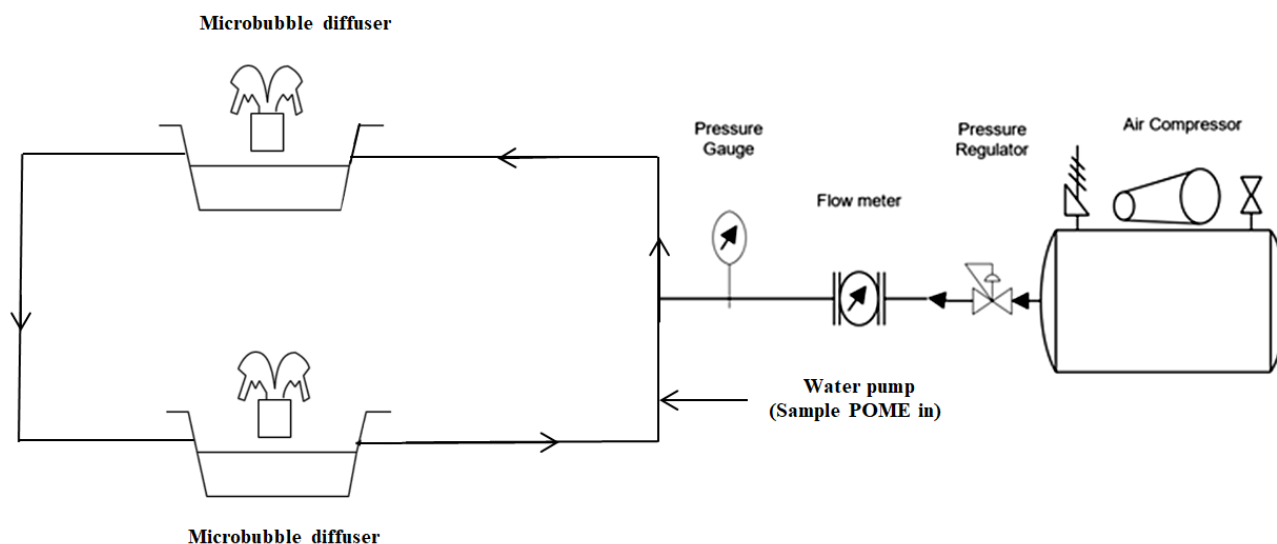 Microbubble diffuser
Pressure
Gauge
Flow meter
Pressure
Regulator
Air Compressor
Water pump
(Sample POME in)
Microbubble diffuser